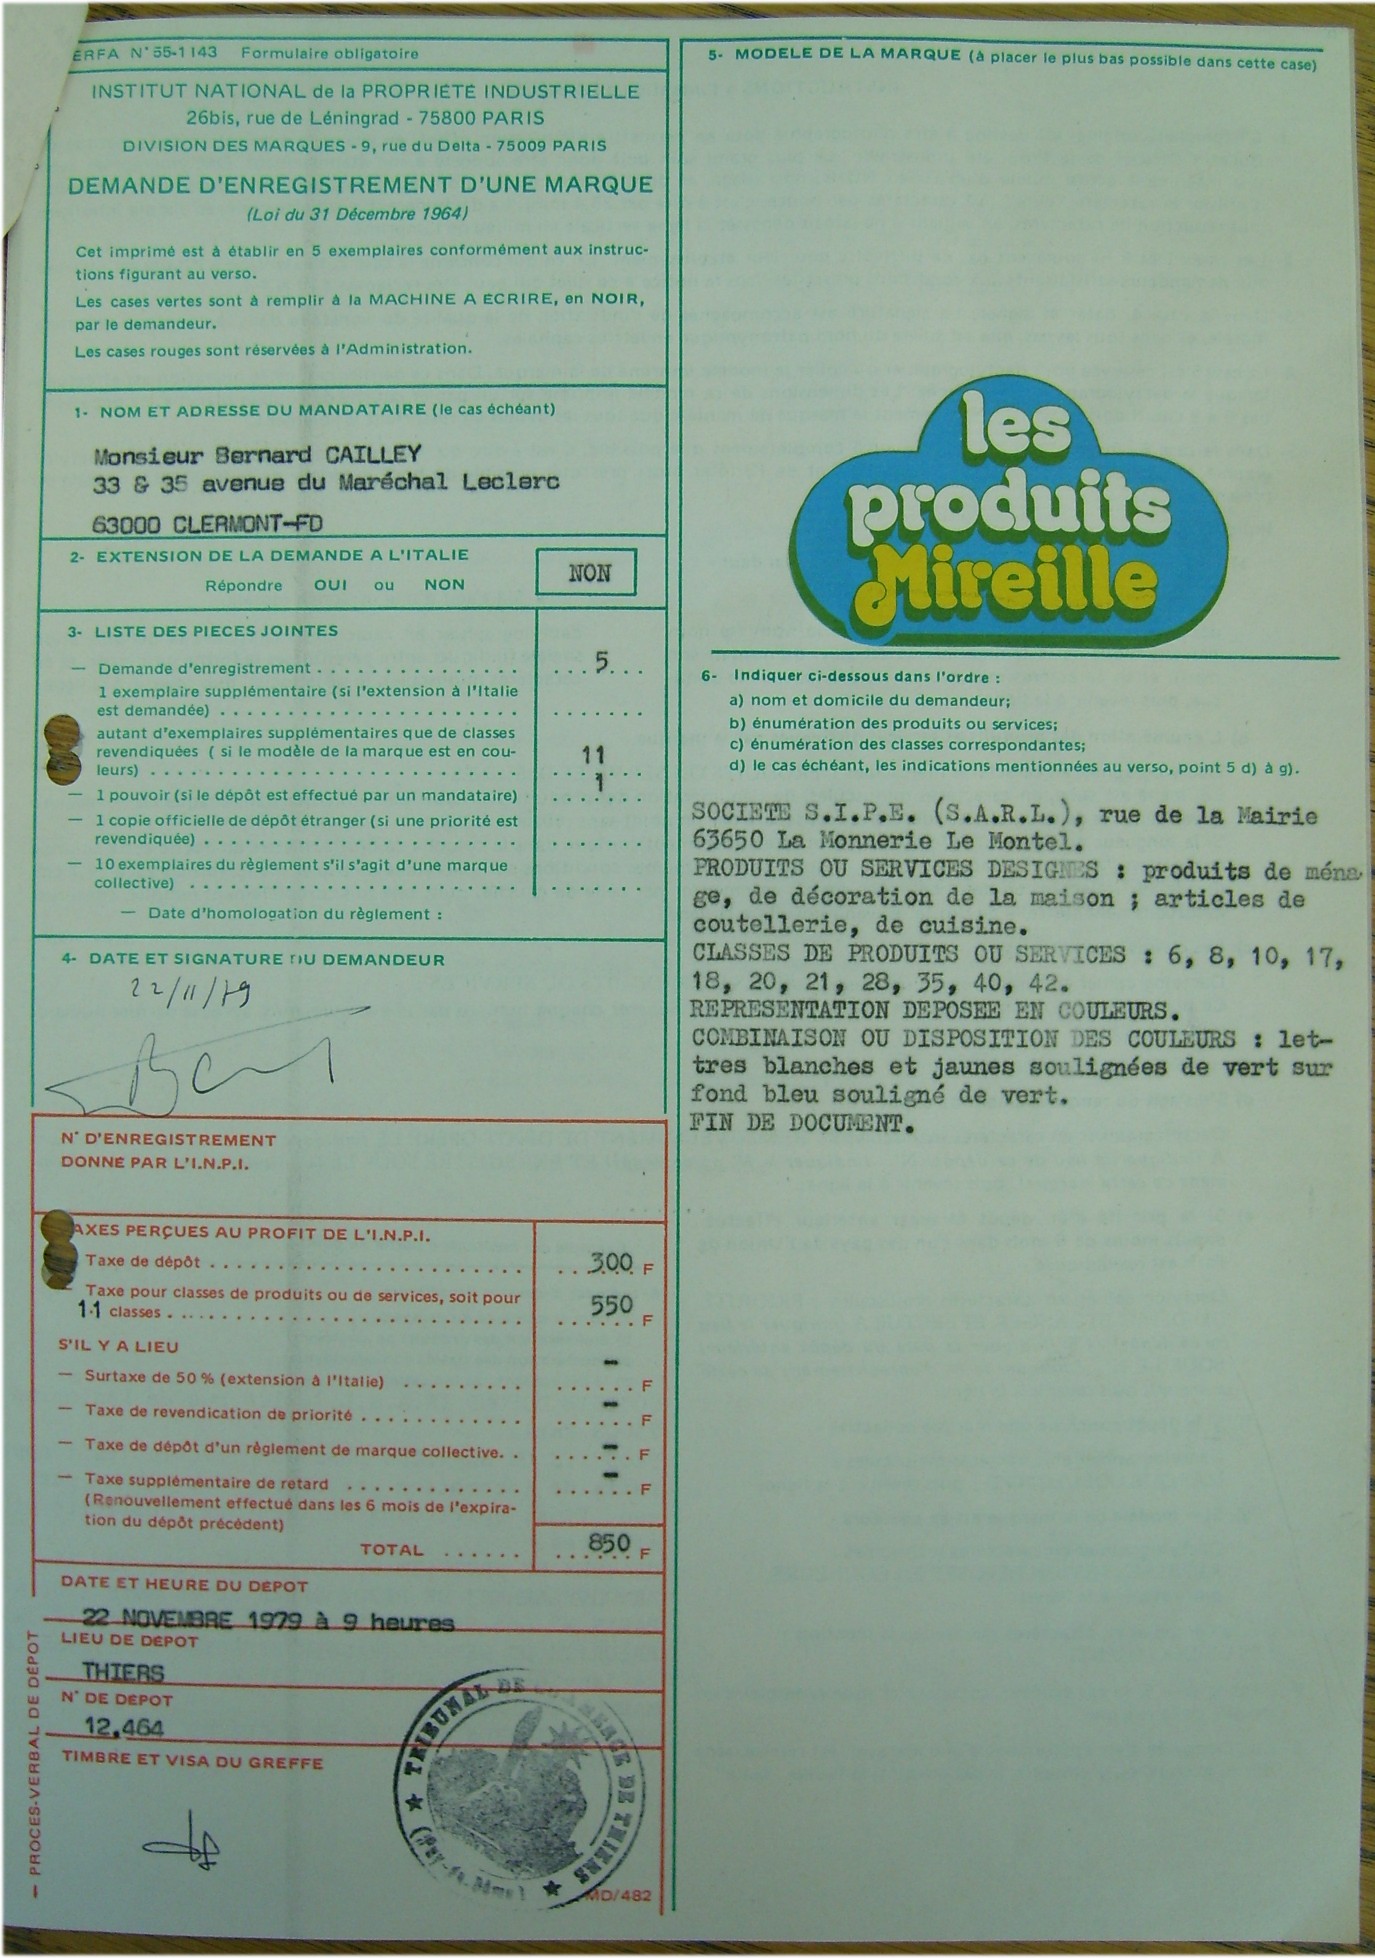 ERFA N° 55-1143 Formulaire obligatoire
INSTITUT NATIONAL de la PROPRIÉTÉ INDUSTRIELLE
26bis, rue de Léningrad - 75800 PARIS
DIVISION DES MARQUES - 9, rue du Delta - 75009 PARIS
DEMANDE D'ENREGISTREMENT D'UNE MARQUE
(Loi du 31 Décembre 1964)
Cet imprimé est à établir en 5 exemplaires conformément aux instruc-
tions figurant au verso.
Les cases vertes sont à remplir à la MACHINE A ECRIRE, en NOIR,
par le demandeur.
Les cases rouges sont réservées à l'Administration.
1- NOM ET ADRESSE DU MANDATAIRE (le cas échéant)
Monsieur Bernard CAILLEY
33 & 35 avenue du Maréchal Leclerc
63000 CLERMONT-FD
2- EXTENSION DE LA DEMANDE A L'ITALIE
Répondre OUI ou NON
NON
3- LISTE DES PIECES JOINTES
— Demande d'enregistrement . . . . . 5
1 exemplaire supplémentaire (si l'extension à l'Italie
est demandée) . . . . .
autant d'exemplaires supplémentaires que de classes
revendiquées ( si le modèle de la marque est en cou-
leurs) . . . . . 11
— 1 pouvoir (si le dépôt est effectué par un mandataire) 1
— 1 copie officielle de dépôt étranger (si une priorité est
revendiquée) . . . . .
— 10 exemplaires du règlement s'il s'agit d'une marque
collective) . . . . .
— Date d'homologation du règlement :
4- DATE ET SIGNATURE DU DEMANDEUR
22/11/79
N° D'ENREGISTREMENT
DONNÉ PAR L'I.N.P.I.
TAXES PERÇUES AU PROFIT DE L'I.N.P.I.
Taxe de dépôt . . . . . 300 F
Taxe pour classes de produits ou de services, soit pour
11 classes . . . . . 550 F
S'IL Y A LIEU
— Surtaxe de 50 % (extension à l'Italie) . . . . . - F
— Taxe de revendication de priorité . . . . . - F
— Taxe de dépôt d'un règlement de marque collective. . - F
— Taxe supplémentaire de retard . . . . . - F
(Renouvellement effectué dans les 6 mois de l'expira-
tion du dépôt précédent)
TOTAL . . . . . 850 F
— PROCES-VERBAL DE DÉPOT —
DATE ET HEURE DU DÉPOT
22 NOVEMBRE 1979 à 9 heures
LIEU DE DÉPOT
THIERS
N° DE DÉPOT
12.464
TIMBRE ET VISA DU GREFFE
TRIBUNAL DE COMMERCE DE THIERS
(Puy-de-Dôme)
MD/482
5- MODELE DE LA MARQUE (à placer le plus bas possible dans cette case)
les
produits
Mireille
6- Indiquer ci-dessous dans l'ordre :
a) nom et domicile du demandeur;
b) énumération des produits ou services;
c) énumération des classes correspondantes;
d) le cas échéant, les indications mentionnées au verso, point 5 d) à g).
SOCIETE S.I.P.E. (S.A.R.L.), rue de la Mairie
63650 La Monnerie Le Montel.
PRODUITS OU SERVICES DESIGNES : produits de ména-
ge, de décoration de la maison ; articles de
coutellerie, de cuisine.
CLASSES DE PRODUITS OU SERVICES : 6, 8, 10, 17,
18, 20, 21, 28, 35, 40, 42.
REPRESENTATION DEPOSEE EN COULEURS.
COMBINAISON OU DISPOSITION DES COULEURS : let-
tres blanches et jaunes soulignées de vert sur
fond bleu souligné de vert.
FIN DE DOCUMENT.